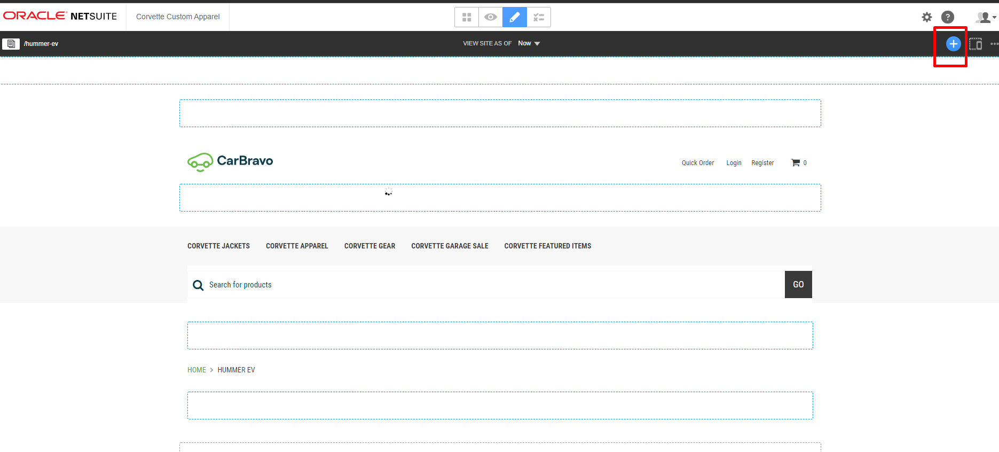 ORACLE NETSUITE Corvette Custom Apparel ?
/hummer-ev VIEW SITE AS OF Now
CarBravo
Quick Order Login Register 0
CORVETTE JACKETS CORVETTE APPAREL CORVETTE GEAR CORVETTE GARAGE SALE CORVETTE FEATURED ITEMS
Search for products GO
HOME > HUMMER EV